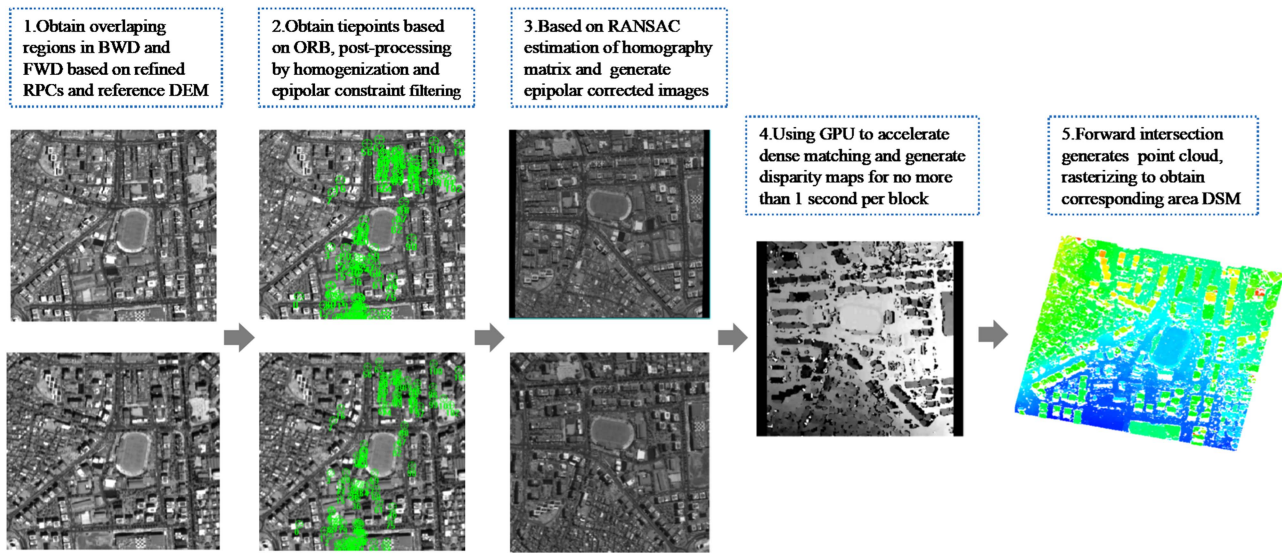 1.Obtain overlaping
regions in BWD and
FWD based on refined
RPCs and reference DEM
2.Obtain tiepoints based
on ORB, post-processing
by homogenization and
epipolar constraint filtering
3.Based on RANSAC
estimation of homography
matrix and generate
epipolar corrected images
4.Using GPU to accelerate
dense matching and generate
disparity maps for no more
than 1 second per block
5.Forward intersection
generates point cloud,
rasterizing to obtain
corresponding area DSM